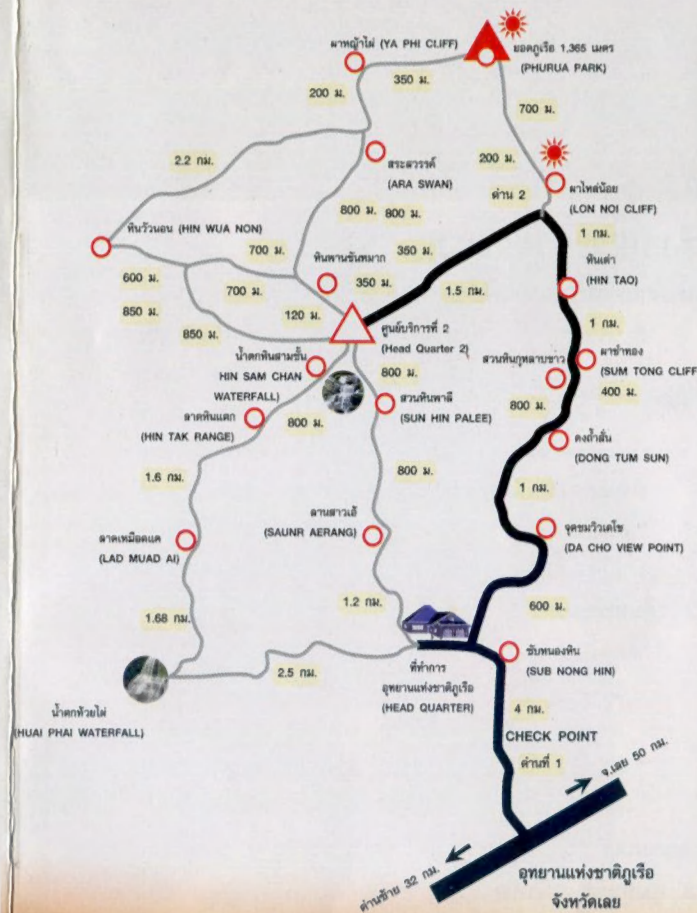 ยอดภูเรือ 1,365 เมตร
(PHURUA PARK)
ผาหญ้าไผ่ (YA PHI CLIFF)
350 ม.
200 ม.
700 ม.
2.2 กม.
สระสวรรค์
(ARA SWAN)
200 ม.
ด่าน 2
ผาโหล่น้อย
(LON NOI CLIFF)
800 ม.
800 ม.
หินวัวนอน (HIN WUA NON)
700 ม.
350 ม.
1 กม.
หินพานขันหมาก
600 ม.
700 ม.
350 ม.
1.5 กม.
หินเต่า
(HIN TAO)
850 ม.
120 ม.
850 ม.
ศูนย์บริการที่ 2
(Head Quarter 2)
1 กม.
น้ำตกหินสามชั้น
HIN SAM CHAN
WATERFALL)
800 ม.
สวนหินกุหลาบขาว
ผาซำทอง
(SUM TONG CLIFF
400 ม.
ลาดหินแตก
(HIN TAK RANGE)
800 ม.
สวนหินพาลี
(SUN HIN PALEE)
800 ม.
ดงถ้ำสั่น
(DONG TUM SUN)
1.6 กม.
800 ม.
1 กม.
ลาดเหมือดแค
(LAD MUAD AI)
ลานสาวเอ้
(SAUNR AERANG)
จุดชมวิวเดโช
(DA CHO VIEW POINT)
1.68 กม.
1.2 กม.
600 ม.
2.5 กม.
ที่ทำการ
อุทยานแห่งชาติภูเรือ
(HEAD QUARTER)
ซับหนองหิน
(SUB NONG HIN)
น้ำตกห้วยไผ่
(HUAI PHAI WATERFALL)
4 กม.
CHECK POINT
ด่านที่ 1
จ.เลย 50 กม.
ด่านซ้าย 32 กม.
อุทยานแห่งชาติภูเรือ
จังหวัดเลย